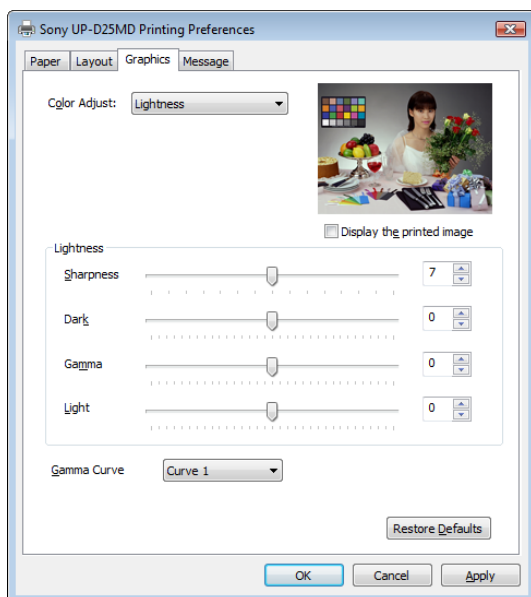 Sony UP-D25MD Printing Preferences
Paper Layout Graphics Message
Color Adjust: Lightness
Display the printed image
Lightness
Sharpness 7
Dark 0
Gamma 0
Light 0
Gamma Curve Curve 1
Restore Defaults
OK Cancel Apply